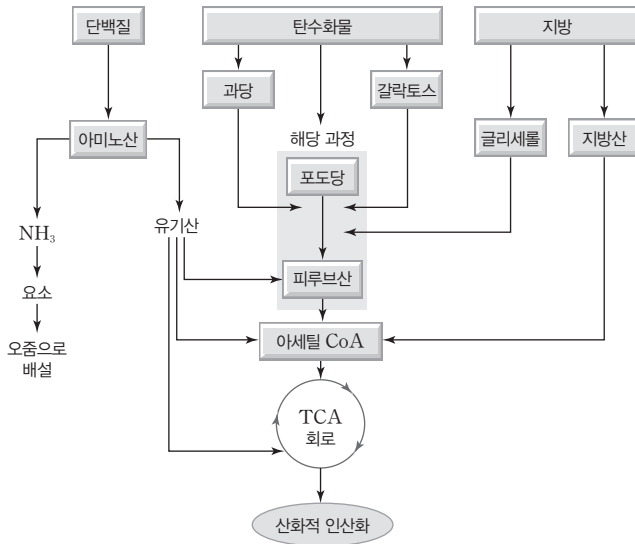 단백질
탄수화물
지방
과당
갈락토스
아미노산
해당 과정
글리세롤
지방산
포도당
NH₃
유기산
요소
피루브산
오줌으로
배설
아세틸 CoA
TCA
회로
산화적 인산화